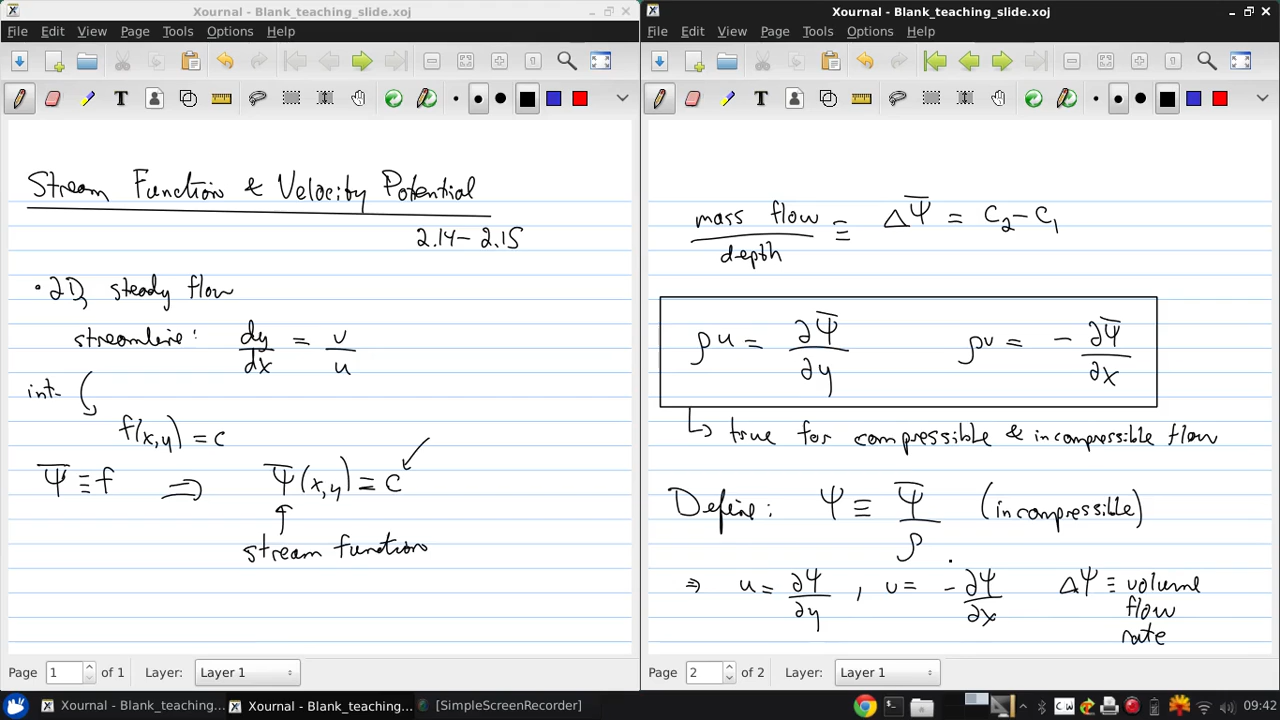 Xournal - Blank_teaching_slide.xoj
File Edit View Page Tools Options Help
Stream Function & Velocity Potential
2.14 - 2.15
• 2D, steady flow
streamline: dy/dx = v/u
int.
f(x,y) = c
Ψ̅ ≡ f ⇒ Ψ̅(x,y) = c
stream function
Page 1 of 1 Layer: Layer 1
Xournal - Blank_teaching_slide.xoj
File Edit View Page Tools Options Help
mass flow/depth ≡ ΔΨ̅ = C₂ - C₁
ρu = ∂Ψ̅/∂y ρv = - ∂Ψ̅/∂x
↳ true for compressible & incompressible flow
Define: Ψ ≡ Ψ̅/ρ (incompressible)
⇒ u = ∂Ψ/∂y , v = - ∂Ψ/∂x ΔΨ ≡ volume
flow
rate
Page 2 of 2 Layer: Layer 1
Xournal - Blank_teaching_... Xournal - Blank_teaching_... [SimpleScreenRecorder] 09:42